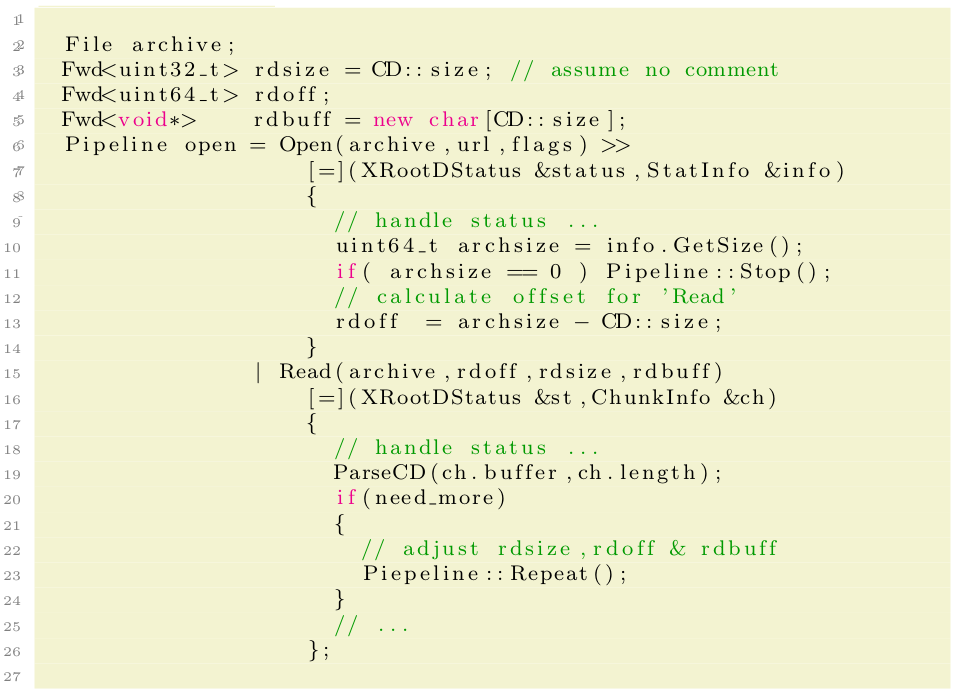 1
2 File archive;
3 Fwd<uint32_t> rdsize = CD::size; // assume no comment
4 Fwd<uint64_t> rdoff;
5 Fwd<void*>    rdbuff = new char[CD::size];
6 Pipeline open = Open(archive,url,flags) >>
7                   [=](XRootDStatus &status,StatInfo &info)
8                   {
9                     // handle status ...
10                     uint64_t archsize = info.GetSize();
11                     if( archsize == 0 ) Pipeline::Stop();
12                     // calculate offset for 'Read'
13                     rdoff  = archsize - CD::size;
14                   }
15               | Read(archive,rdoff,rdsize,rdbuff)
16                   [=](XRootDStatus &st,ChunkInfo &ch)
17                   {
18                     // handle status ...
19                     ParseCD(ch.buffer,ch.length);
20                     if(need_more)
21                     {
22                       // adjust rdsize,rdoff & rdbuff
23                       Piepeline::Repeat();
24                     }
25                     // ...
26                   };
27